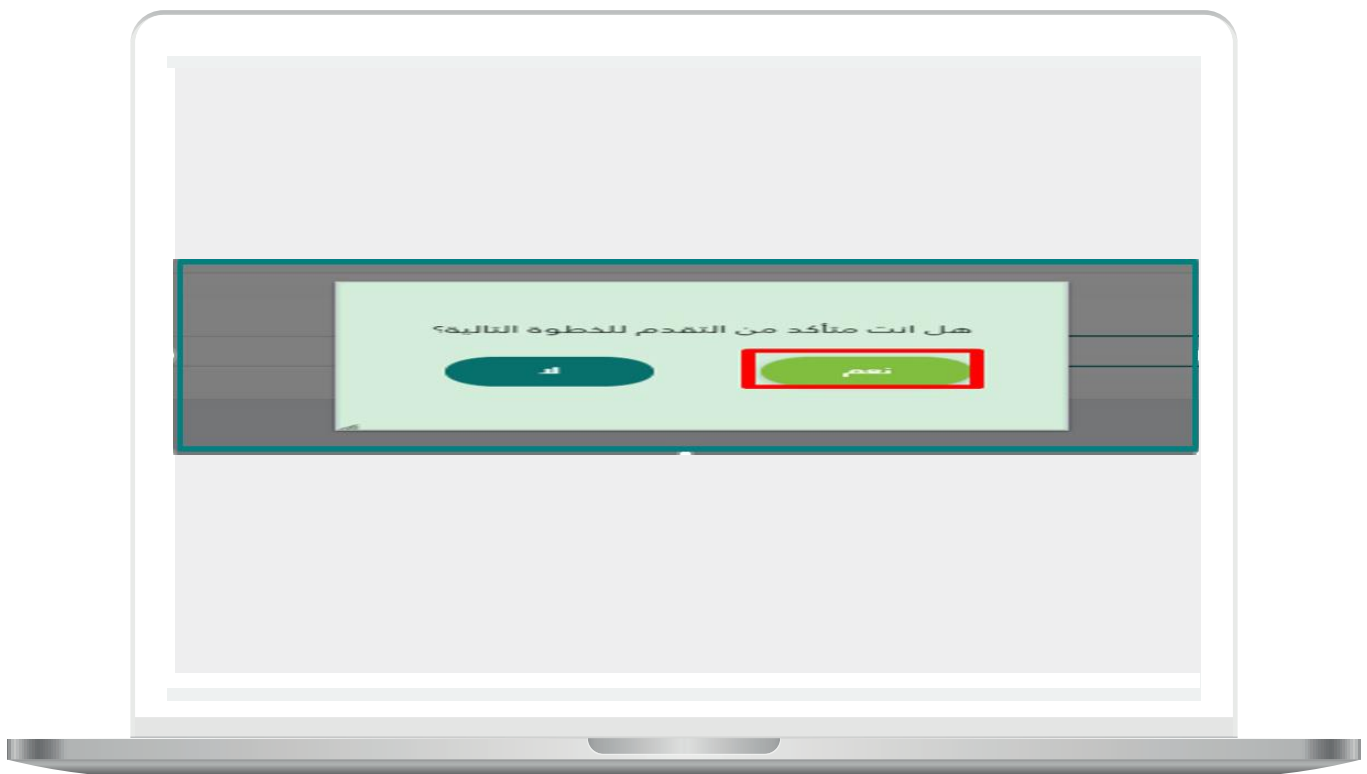 هل انت متأكد من التقدم للخطوة التالية؟
نعم
لا